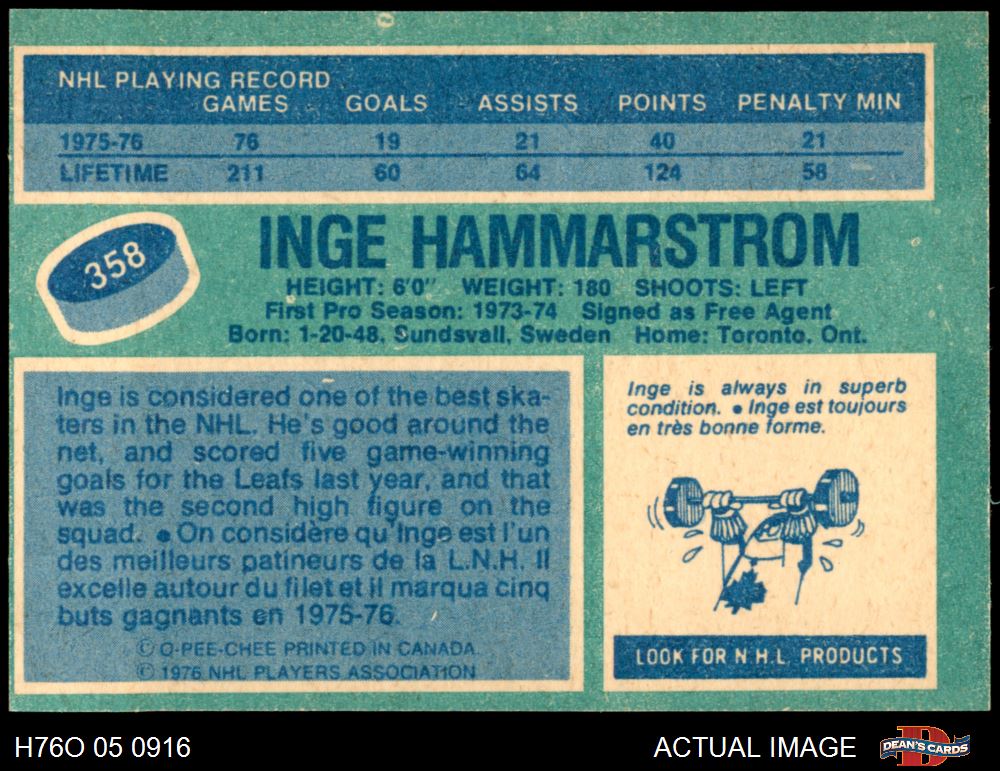 NHL PLAYING RECORD
GAMES GOALS ASSISTS POINTS PENALTY MIN
1975-76 76 19 21 40 21
LIFETIME 211 60 64 124 58
358
INGE HAMMARSTROM
HEIGHT: 6'0" WEIGHT: 180 SHOOTS: LEFT
First Pro Season: 1973-74 Signed as Free Agent
Born: 1-20-48, Sundsvall, Sweden Home: Toronto, Ont.
Inge is considered one of the best ska-
ters in the NHL. He's good around the
net, and scored five game-winning
goals for the Leafs last year, and that
was the second high figure on the
squad. ● On considère qu'Inge est l'un
des meilleurs patineurs de la L.N.H. Il
excelle autour du filet et il marqua cinq
buts gagnants en 1975-76.
© O-PEE-CHEE PRINTED IN CANADA.
© 1976 NHL PLAYERS ASSOCIATION
Inge is always in superb
condition. ● Inge est toujours
en très bonne forme.
LOOK FOR N.H.L. PRODUCTS
H76O 05 0916
ACTUAL IMAGE
DEAN'S CARDS